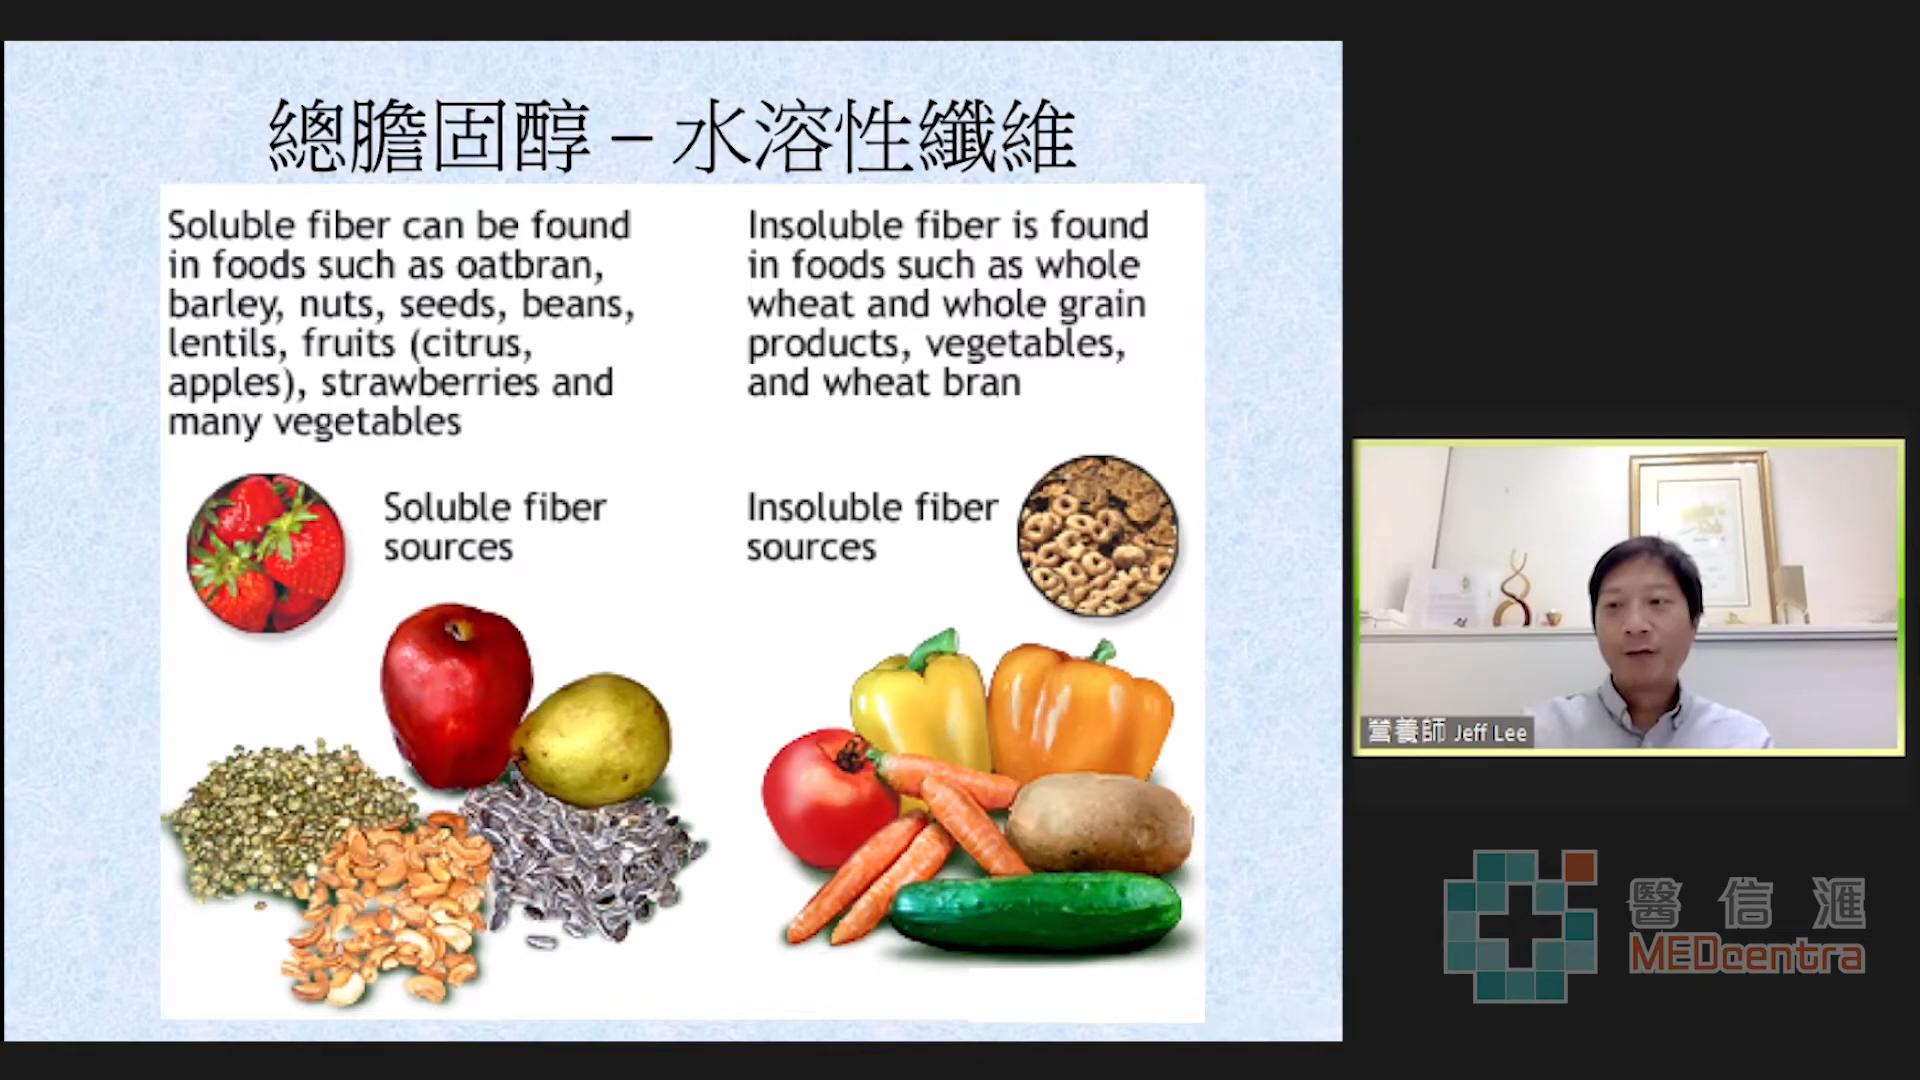 總膽固醇 – 水溶性纖維
Soluble fiber can be found
in foods such as oatbran,
barley, nuts, seeds, beans,
lentils, fruits (citrus,
apples), strawberries and
many vegetables
Insoluble fiber is found
in foods such as whole
wheat and whole grain
products, vegetables,
and wheat bran
Soluble fiber
sources
Insoluble fiber
sources
營養師 Jeff Lee
醫信滙
MEDcentra